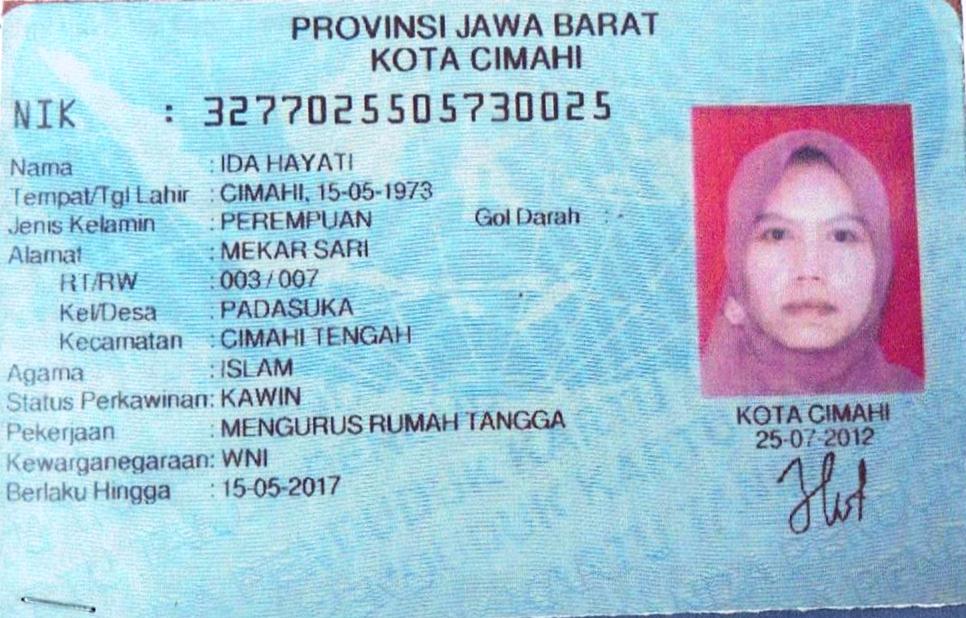 PROVINSI JAWA BARAT
KOTA CIMAHI
NIK : 3277025505730025
Nama : IDA HAYATI
Tempat/Tgl Lahir : CIMAHI, 15-05-1973
Jenis Kelamin : PEREMPUAN Gol Darah : -
Alamat : MEKAR SARI
RT/RW : 003/007
Kel/Desa : PADASUKA
Kecamatan : CIMAHI TENGAH
Agama : ISLAM
Status Perkawinan: KAWIN
Pekerjaan : MENGURUS RUMAH TANGGA
Kewarganegaraan: WNI
Berlaku Hingga : 15-05-2017
KOTA CIMAHI
25-07-2012